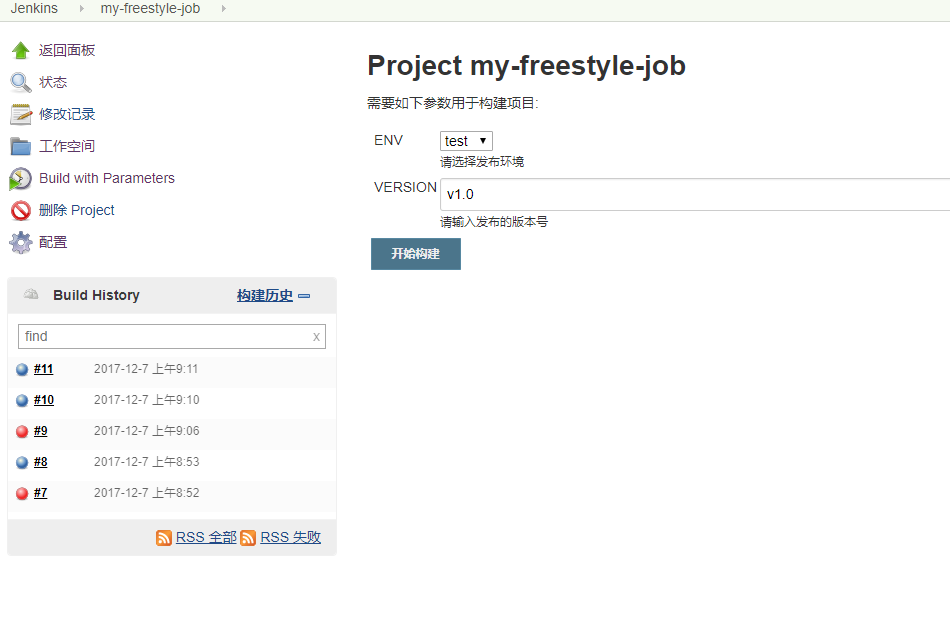 Jenkins my-freestyle-job
返回面板
状态
修改记录
工作空间
Build with Parameters
删除 Project
配置
Build History 构建历史
find x
#11 2017-12-7 上午9:11
#10 2017-12-7 上午9:10
#9 2017-12-7 上午9:06
#8 2017-12-7 上午8:53
#7 2017-12-7 上午8:52
RSS 全部 RSS 失败
Project my-freestyle-job
需要如下参数用于构建项目:
ENV test
请选择发布环境
VERSION v1.0
请输入发布的版本号
开始构建